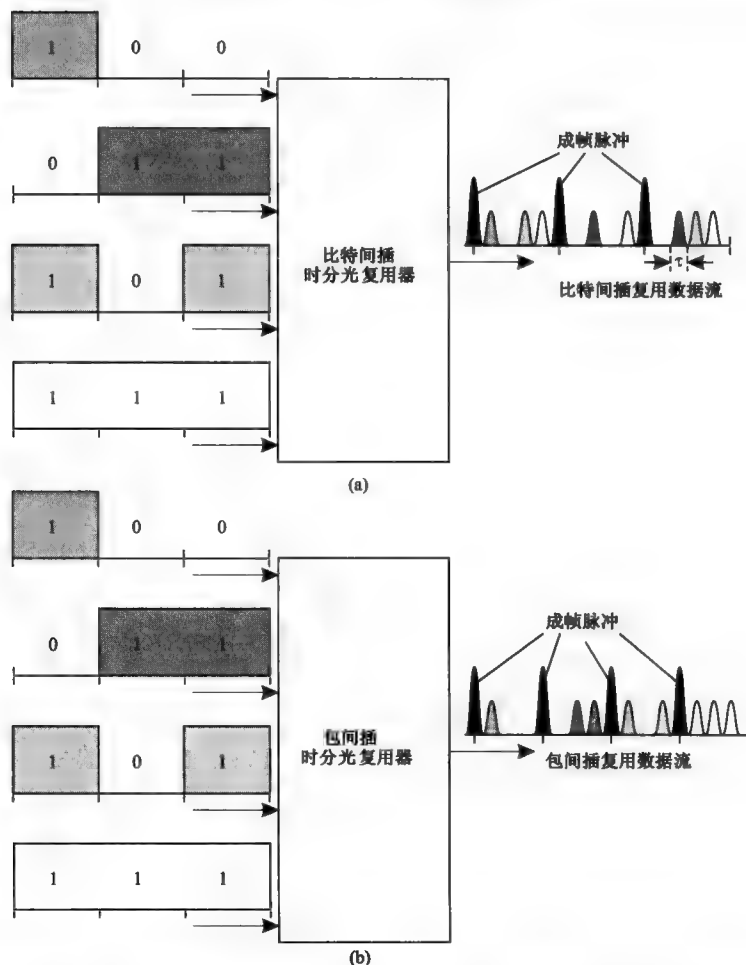 1 0 0
成帧脉冲
0 1 1
比特间插
时分光复用器
τ
1 0 1
比特间插复用数据流
1 1 1
(a)
1 0 0
成帧脉冲
0 1 1
包间插
时分光复用器
1 0 1
包间插复用数据流
1 1 1
(b)